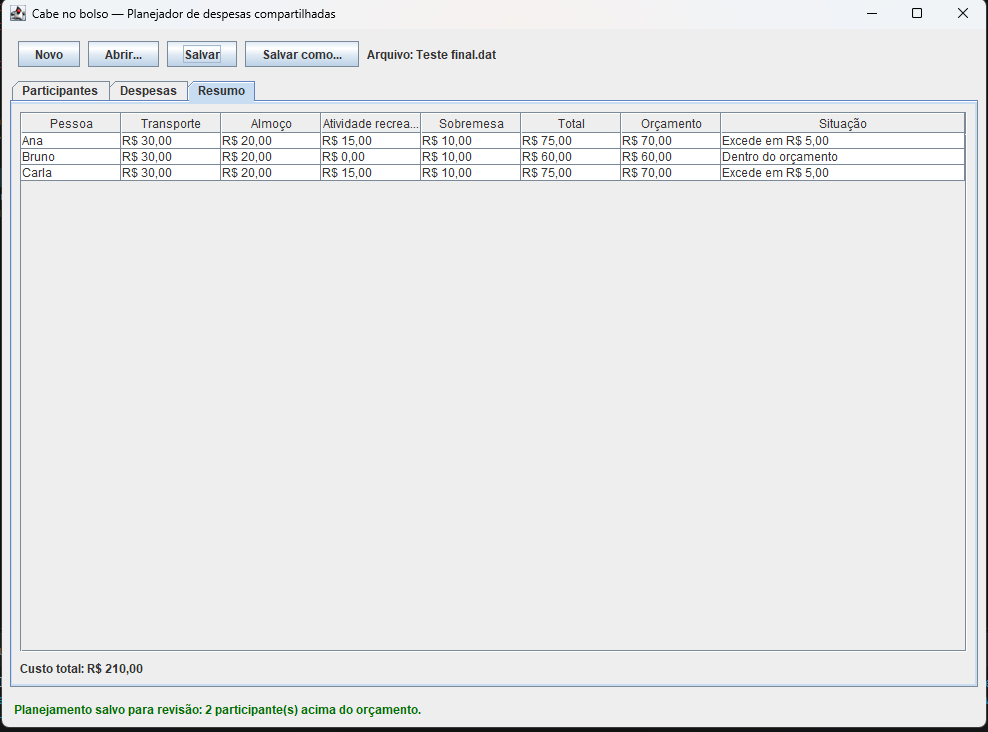 Cabe no bolso — Planejador de despesas compartilhadas
Novo Abrir... Salvar Salvar como... Arquivo: Teste final.dat
Participantes Despesas Resumo
Pessoa Transporte Almoço Atividade recrea... Sobremesa Total Orçamento Situação
Ana R$ 30,00 R$ 20,00 R$ 15,00 R$ 10,00 R$ 75,00 R$ 70,00 Excede em R$ 5,00
Bruno R$ 30,00 R$ 20,00 R$ 0,00 R$ 10,00 R$ 60,00 R$ 60,00 Dentro do orçamento
Carla R$ 30,00 R$ 20,00 R$ 15,00 R$ 10,00 R$ 75,00 R$ 70,00 Excede em R$ 5,00
Custo total: R$ 210,00
Planejamento salvo para revisão: 2 participante(s) acima do orçamento.